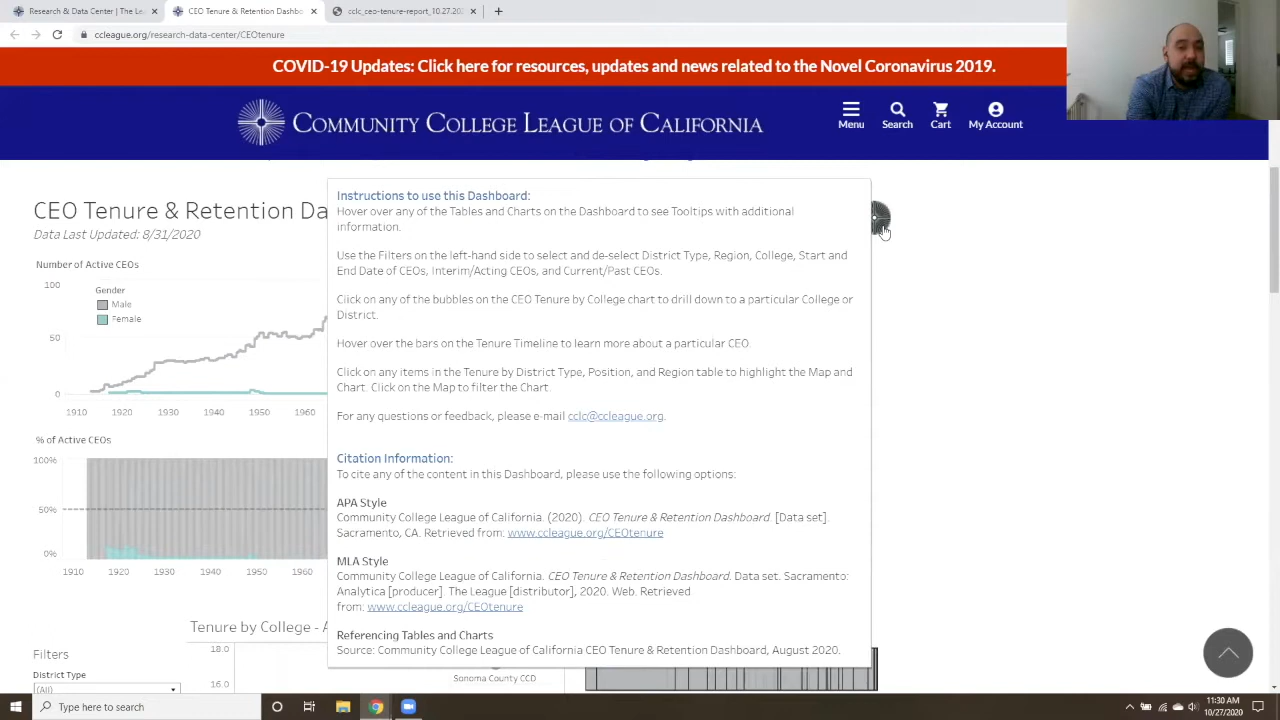 Research & Data Center | The Le
CEO Tenure & Retention Dashbo
cclc_ceo-tenure-report_10.27.202
ccleague.org/research-data-center/CEOtenure
COVID-19 Updates: Click here for resources, updates and news related to the Novel Coronavirus 2019.
COMMUNITY COLLEGE LEAGUE OF CALIFORNIA
Menu
Search
Cart
My Account
CEO Tenure & Retention Da
Data Last Updated: 8/31/2020
Number of Active CEOs
100
50
0
Gender
Male
Female
1910 1920 1930 1940 1950 1960
% of Active CEOs
100%
50%
0%
1910 1920 1930 1940 1950 1960
Instructions to use this Dashboard:
Hover over any of the Tables and Charts on the Dashboard to see Tooltips with additional
information.
Use the Filters on the left-hand side to select and de-select District Type, Region, College, Start and
End Date of CEOs, Interim/Acting CEOs, and Current/Past CEOs.
Click on any of the bubbles on the CEO Tenure by College chart to drill down to a particular College or
District.
Hover over the bars on the Tenure Timeline to learn more about a particular CEO.
Click on any items in the Tenure by District Type, Position, and Region table to highlight the Map and
Chart. Click on the Map to filter the Chart.
For any questions or feedback, please e-mail cclc@ccleague.org.
Citation Information:
To cite any of the content in this Dashboard, please use the following options:
APA Style
Community College League of California. (2020). CEO Tenure & Retention Dashboard. [Data set].
Sacramento, CA. Retrieved from: www.ccleague.org/CEOtenure
MLA Style
Community College League of California. CEO Tenure & Retention Dashboard. Data set. Sacramento:
Analytica [producer]. The League [distributor], 2020. Web. Retrieved
from: www.ccleague.org/CEOtenure
Referencing Tables and Charts
Source: Community College League of California CEO Tenure & Retention Dashboard, August 2020.
Tenure by College - A
Filters
District Type
(All)
18.0
16.0
Sonoma County CCD
Type here to search
11:30 AM
10/27/2020